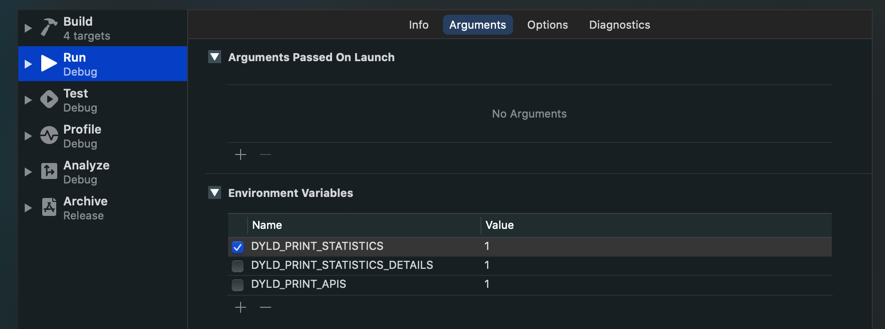 Build
4 targets
Run
Debug
Test
Debug
Profile
Debug
Analyze
Debug
Archive
Release
Info Arguments Options Diagnostics
Arguments Passed On Launch
No Arguments
Environment Variables
Name Value
DYLD_PRINT_STATISTICS 1
DYLD_PRINT_STATISTICS_DETAILS 1
DYLD_PRINT_APIS 1